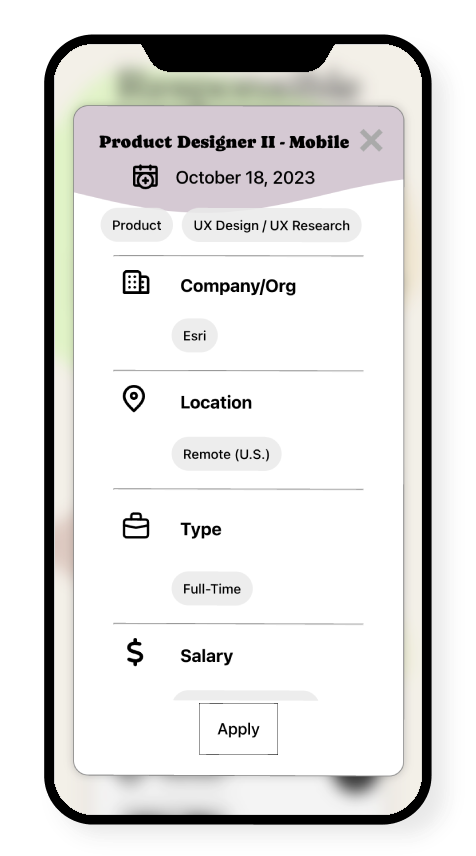 Product Designer II - Mobile
October 18, 2023
Product UX Design / UX Research
Company/Org
Esri
Location
Remote (U.S.)
Type
Full-Time
Salary
Apply